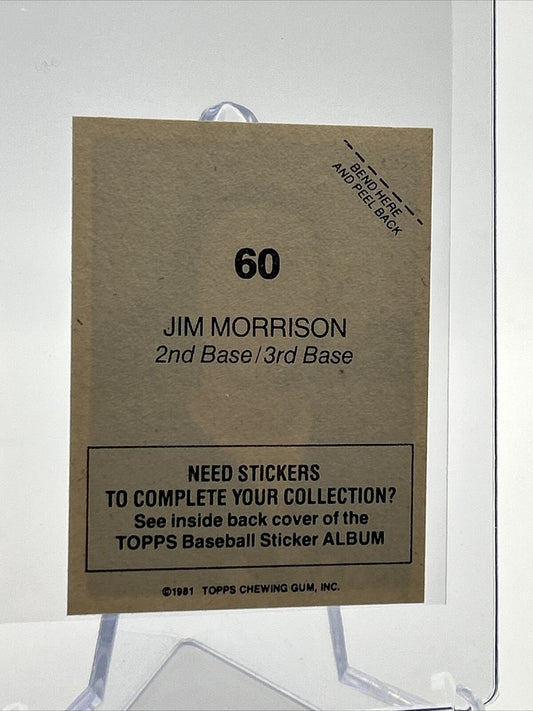 BEND HERE
AND PEEL BACK
60
JIM MORRISON
2nd Base/3rd Base
NEED STICKERS
TO COMPLETE YOUR COLLECTION?
See inside back cover of the
TOPPS Baseball Sticker ALBUM
©1981 TOPPS CHEWING GUM, INC.